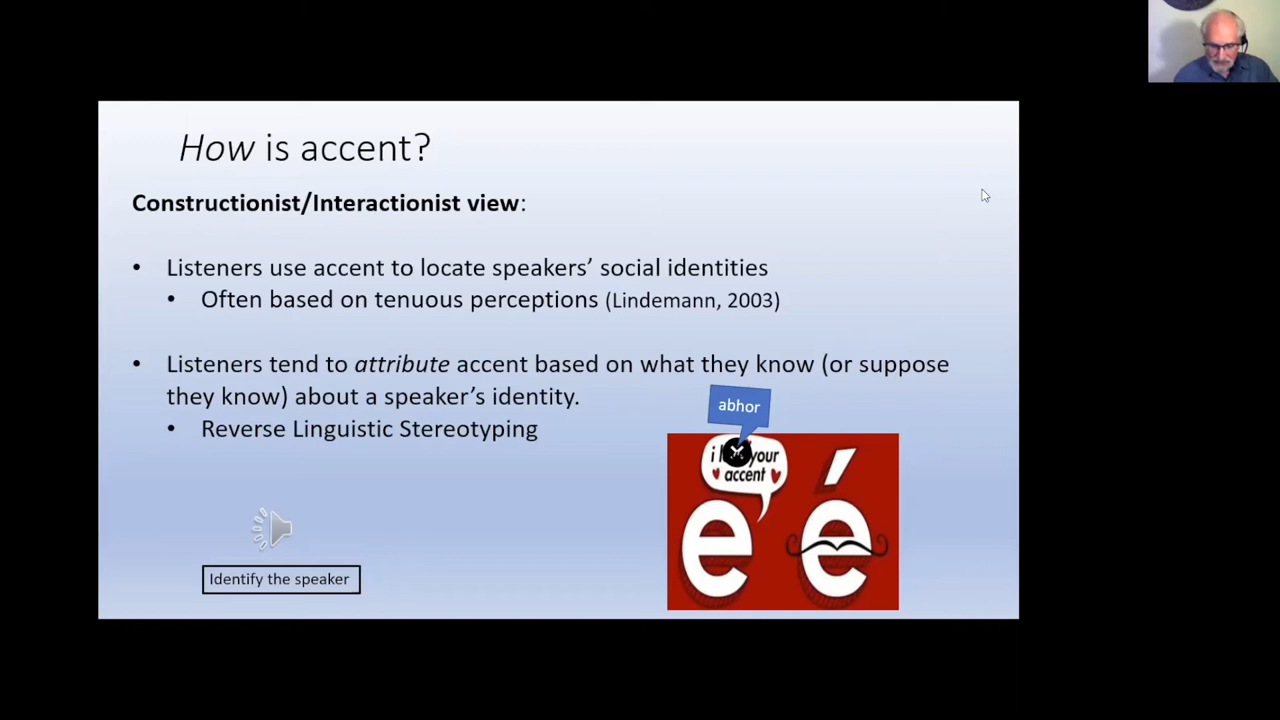 How is accent?
Constructionist/Interactionist view:
• Listeners use accent to locate speakers’ social identities
• Often based on tenuous perceptions (Lindemann, 2003)
• Listeners tend to attribute accent based on what they know (or suppose
they know) about a speaker’s identity.
• Reverse Linguistic Stereotyping
abhor
i your
accent
e é
Identify the speaker